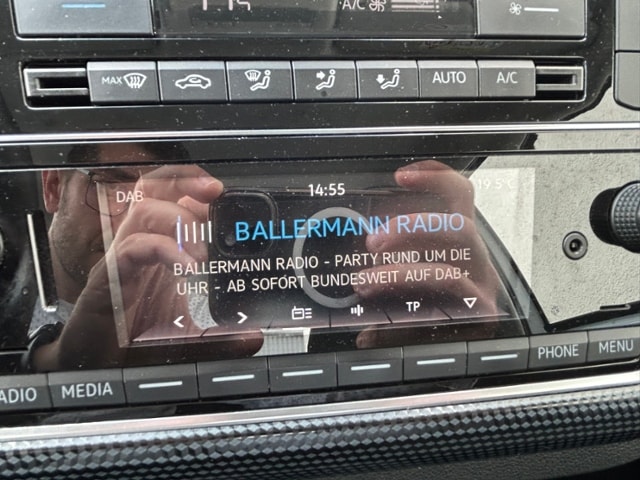 A/C
MAX
AUTO
A/C
DAB
14:55
19.5°C
BALLERMANN RADIO
BALLERMANN RADIO - PARTY RUND UM DIE
UHR - AB SOFORT BUNDESWEIT AUF DAB+
TP
MEDIA
PHONE
MENU